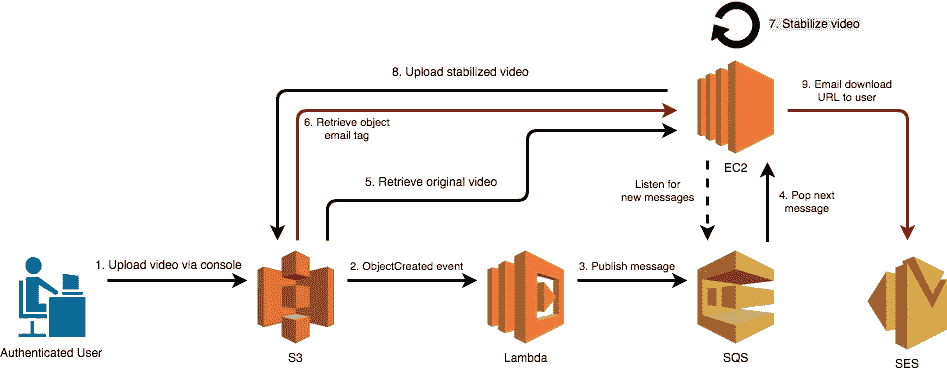 7. Stabilize video
8. Upload stabilized video
9. Email download
URL to user
6. Retrieve object
email tag
EC2
5. Retrieve original video
Listen for
new messages
4. Pop next
message
1. Upload video via console
2. ObjectCreated event
3. Publish message
Authenticated User
S3
Lambda
SQS
SES